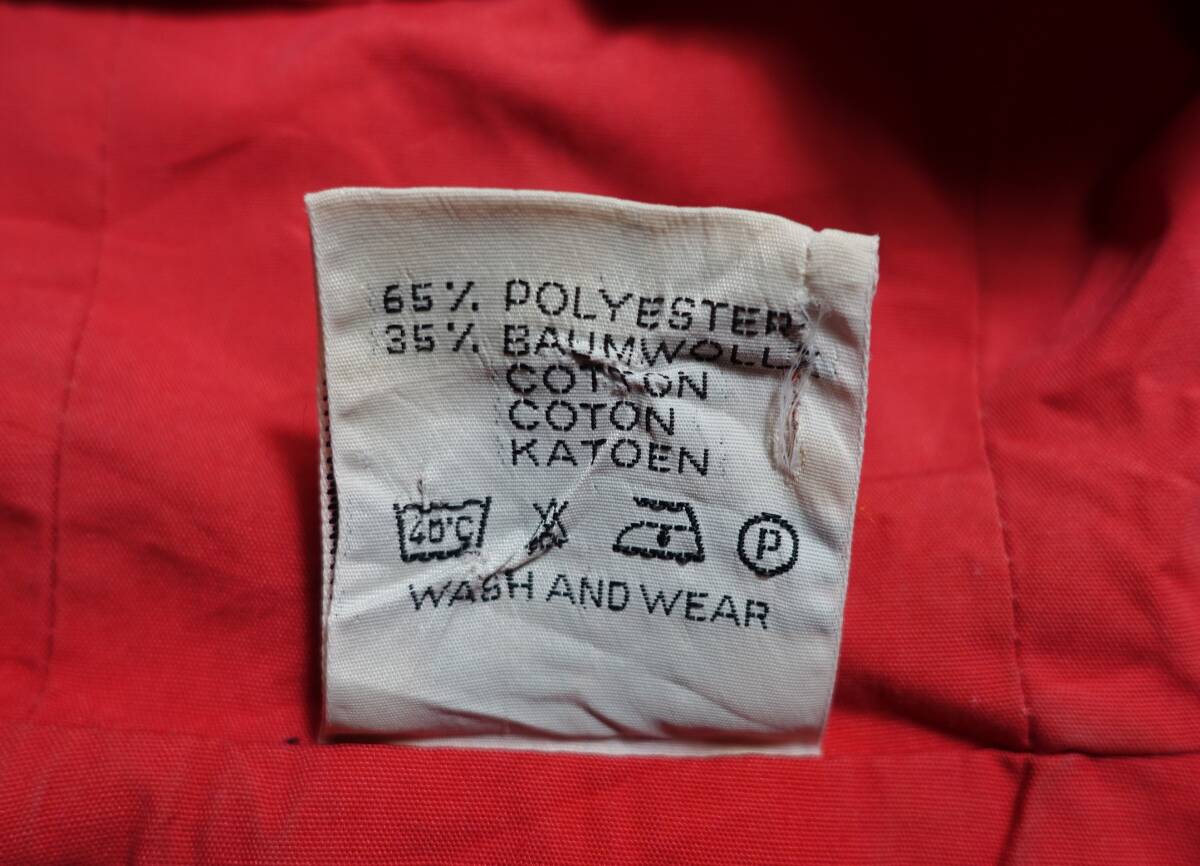 65% POLYESTER
35% BAUMWOLLE
COTTON
COTON
KATOEN
40°C P
WASH AND WEAR